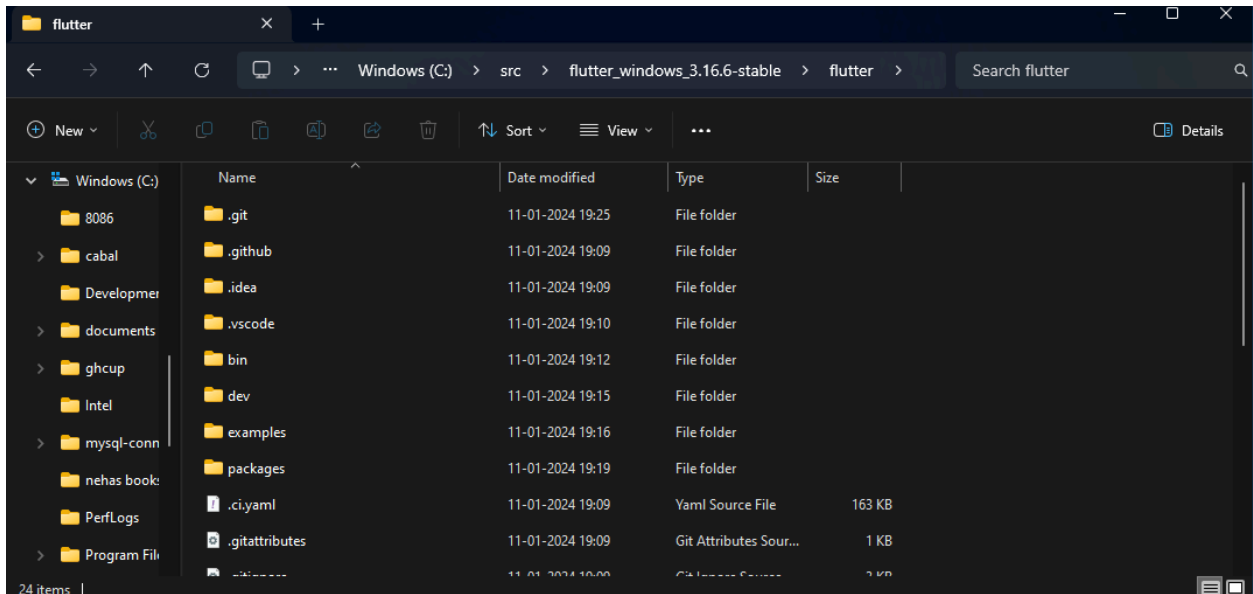 flutter
Windows (C:) > src > flutter_windows_3.16.6-stable > flutter >
Search flutter
New
Sort
View
Details
Windows (C:)
8086
cabal
Developmer
documents
ghcup
Intel
mysql-conn
nehas book
PerfLogs
Program Fil
Name Date modified Type Size
.git 11-01-2024 19:25 File folder
.github 11-01-2024 19:09 File folder
.idea 11-01-2024 19:09 File folder
.vscode 11-01-2024 19:10 File folder
bin 11-01-2024 19:12 File folder
dev 11-01-2024 19:15 File folder
examples 11-01-2024 19:16 File folder
packages 11-01-2024 19:19 File folder
.ci.yaml 11-01-2024 19:09 Yaml Source File 163 KB
.gitattributes 11-01-2024 19:09 Git Attributes Sour... 1 KB
24 items